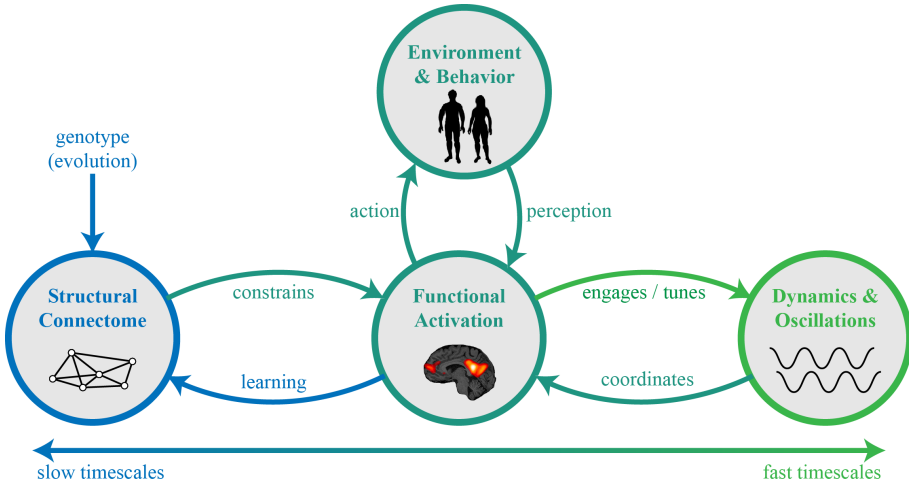 Environment
& Behavior
genotype
(evolution)
action
perception
Structural
Connectome
constrains
Functional
Activation
engages / tunes
Dynamics &
Oscillations
learning
coordinates
slow timescales
fast timescales